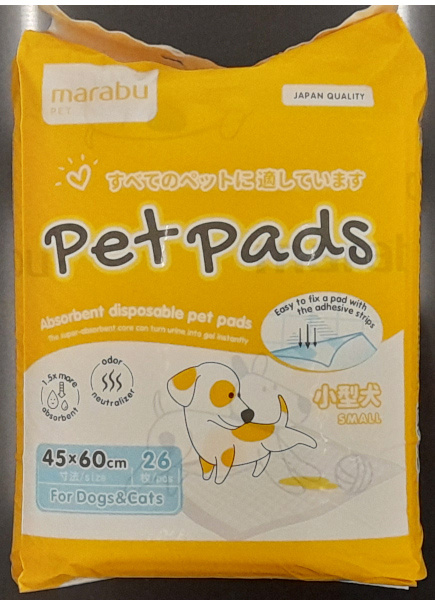 marabu
PET
JAPAN QUALITY
すべてのペットに適しています
Pet Pads
Absorbent disposable pet pads
The super-absorbent core can turn urine into gel instantly
Easy to fix a pad with
the adhesive strips
1.5x more
absorbent
odor
neutralizer
小型犬
SMALL
45×60cm
寸法/size
26
枚/pcs
For Dogs&Cats